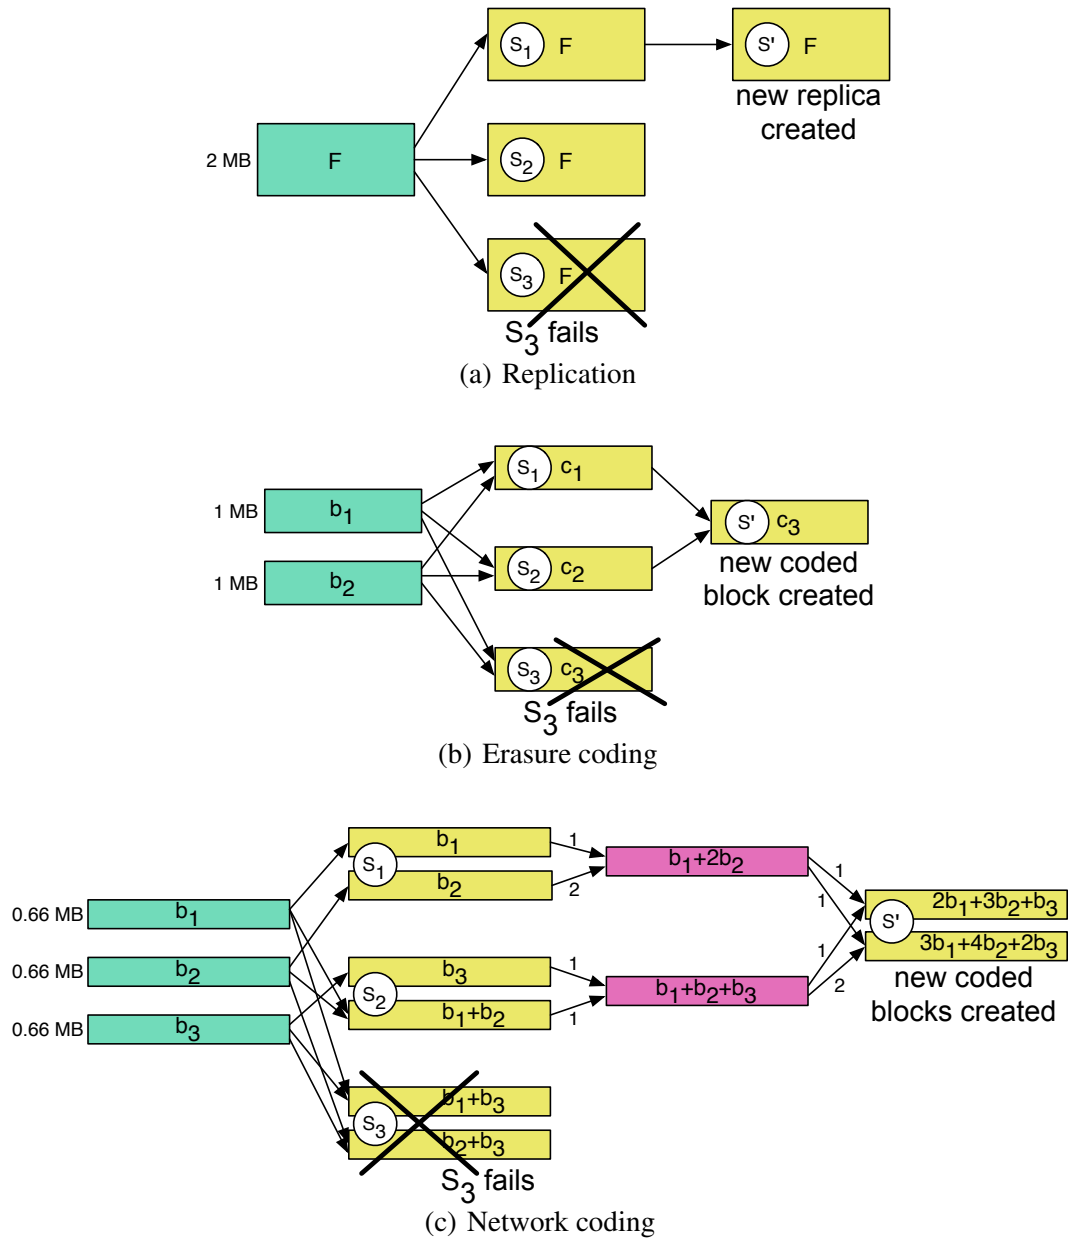 S1 F
S' F
new replica
created
2 MB F
S2 F
S3 F
S3 fails
(a) Replication
S1 c1
1 MB b1
S' c3
new coded
block created
S2 c2
1 MB b2
S3 c3
S3 fails
(b) Erasure coding
b1
1
S1
b1+2b2
1
b2
2
2b1+3b2+b3
0.66 MB b1
1
S'
3b1+4b2+2b3
new coded
blocks created
0.66 MB b2
b3
1
1
S2
b1+b2+b3
2
b1+b2
1
0.66 MB b3
b1+b3
S3
b2+b3
S3 fails
(c) Network coding